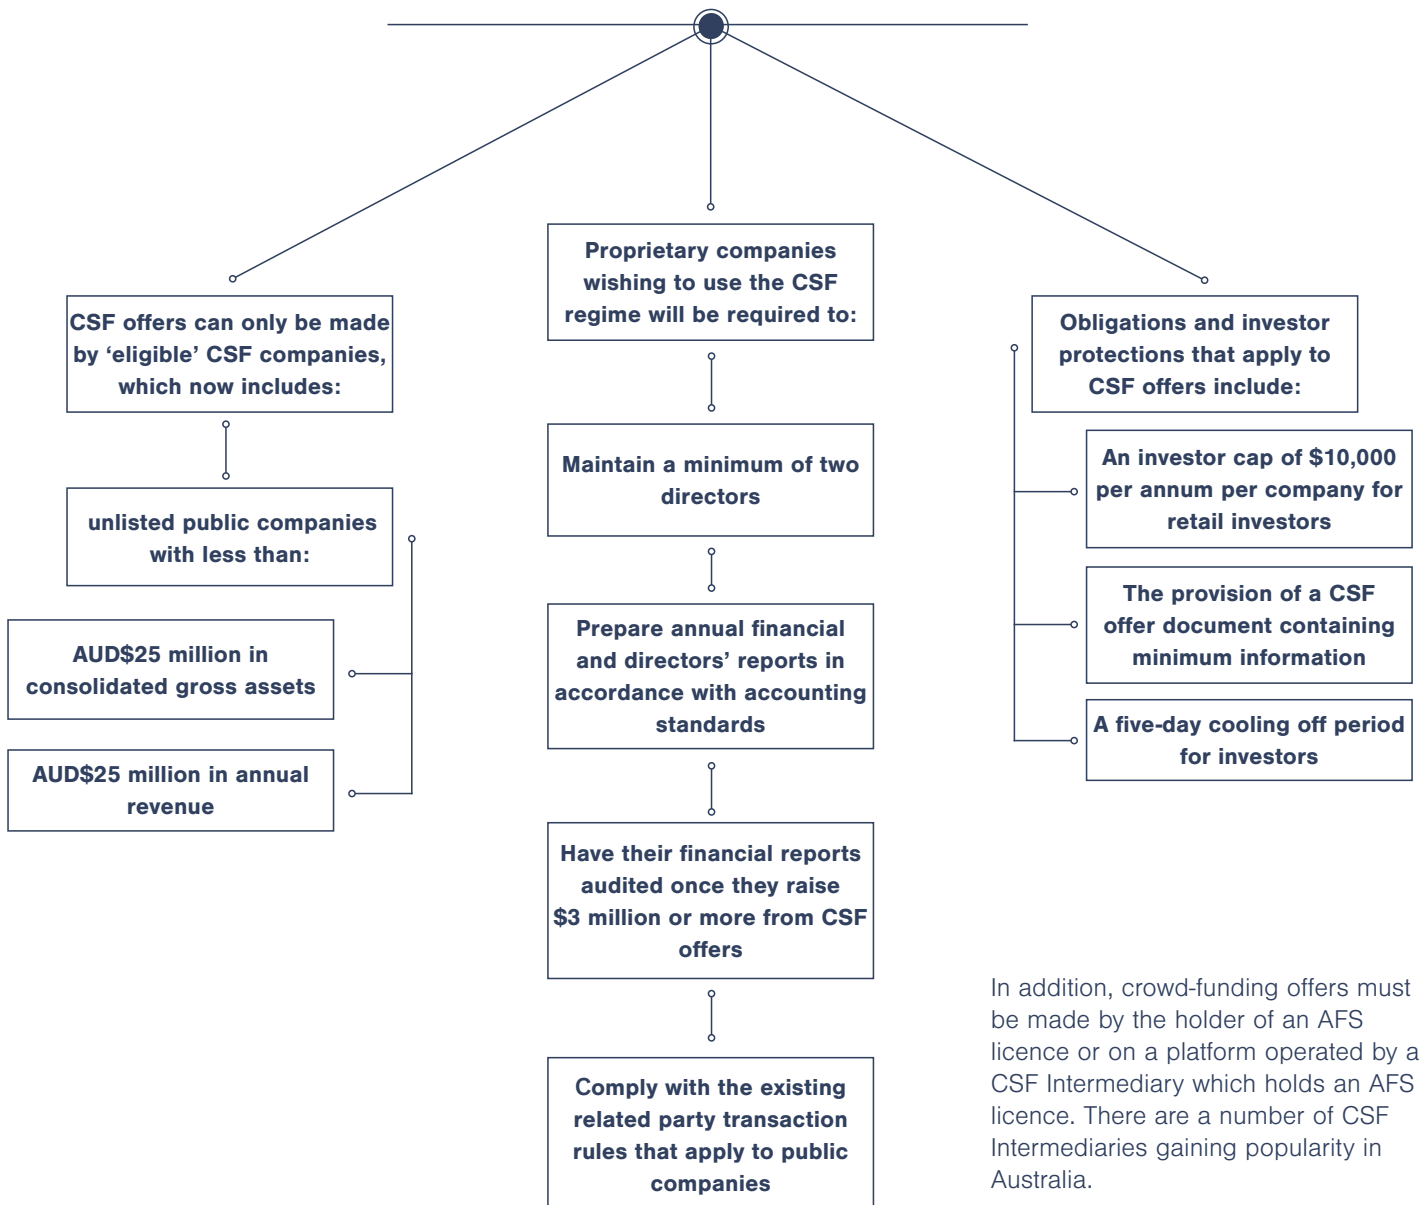 CSF offers can only be made
by ‘eligible’ CSF companies,
which now includes:
unlisted public companies
with less than:
AUD$25 million in
consolidated gross assets
AUD$25 million in annual
revenue
Proprietary companies
wishing to use the CSF
regime will be required to:
Maintain a minimum of two
directors
Prepare annual financial
and directors’ reports in
accordance with accounting
standards
Have their financial reports
audited once they raise
$3 million or more from CSF
offers
Comply with the existing
related party transaction
rules that apply to public
companies
Obligations and investor
protections that apply to
CSF offers include:
An investor cap of $10,000
per annum per company for
retail investors
The provision of a CSF
offer document containing
minimum information
A five-day cooling off period
for investors
In addition, crowd-funding offers must
be made by the holder of an AFS
licence or on a platform operated by a
CSF Intermediary which holds an AFS
licence. There are a number of CSF
Intermediaries gaining popularity in
Australia.